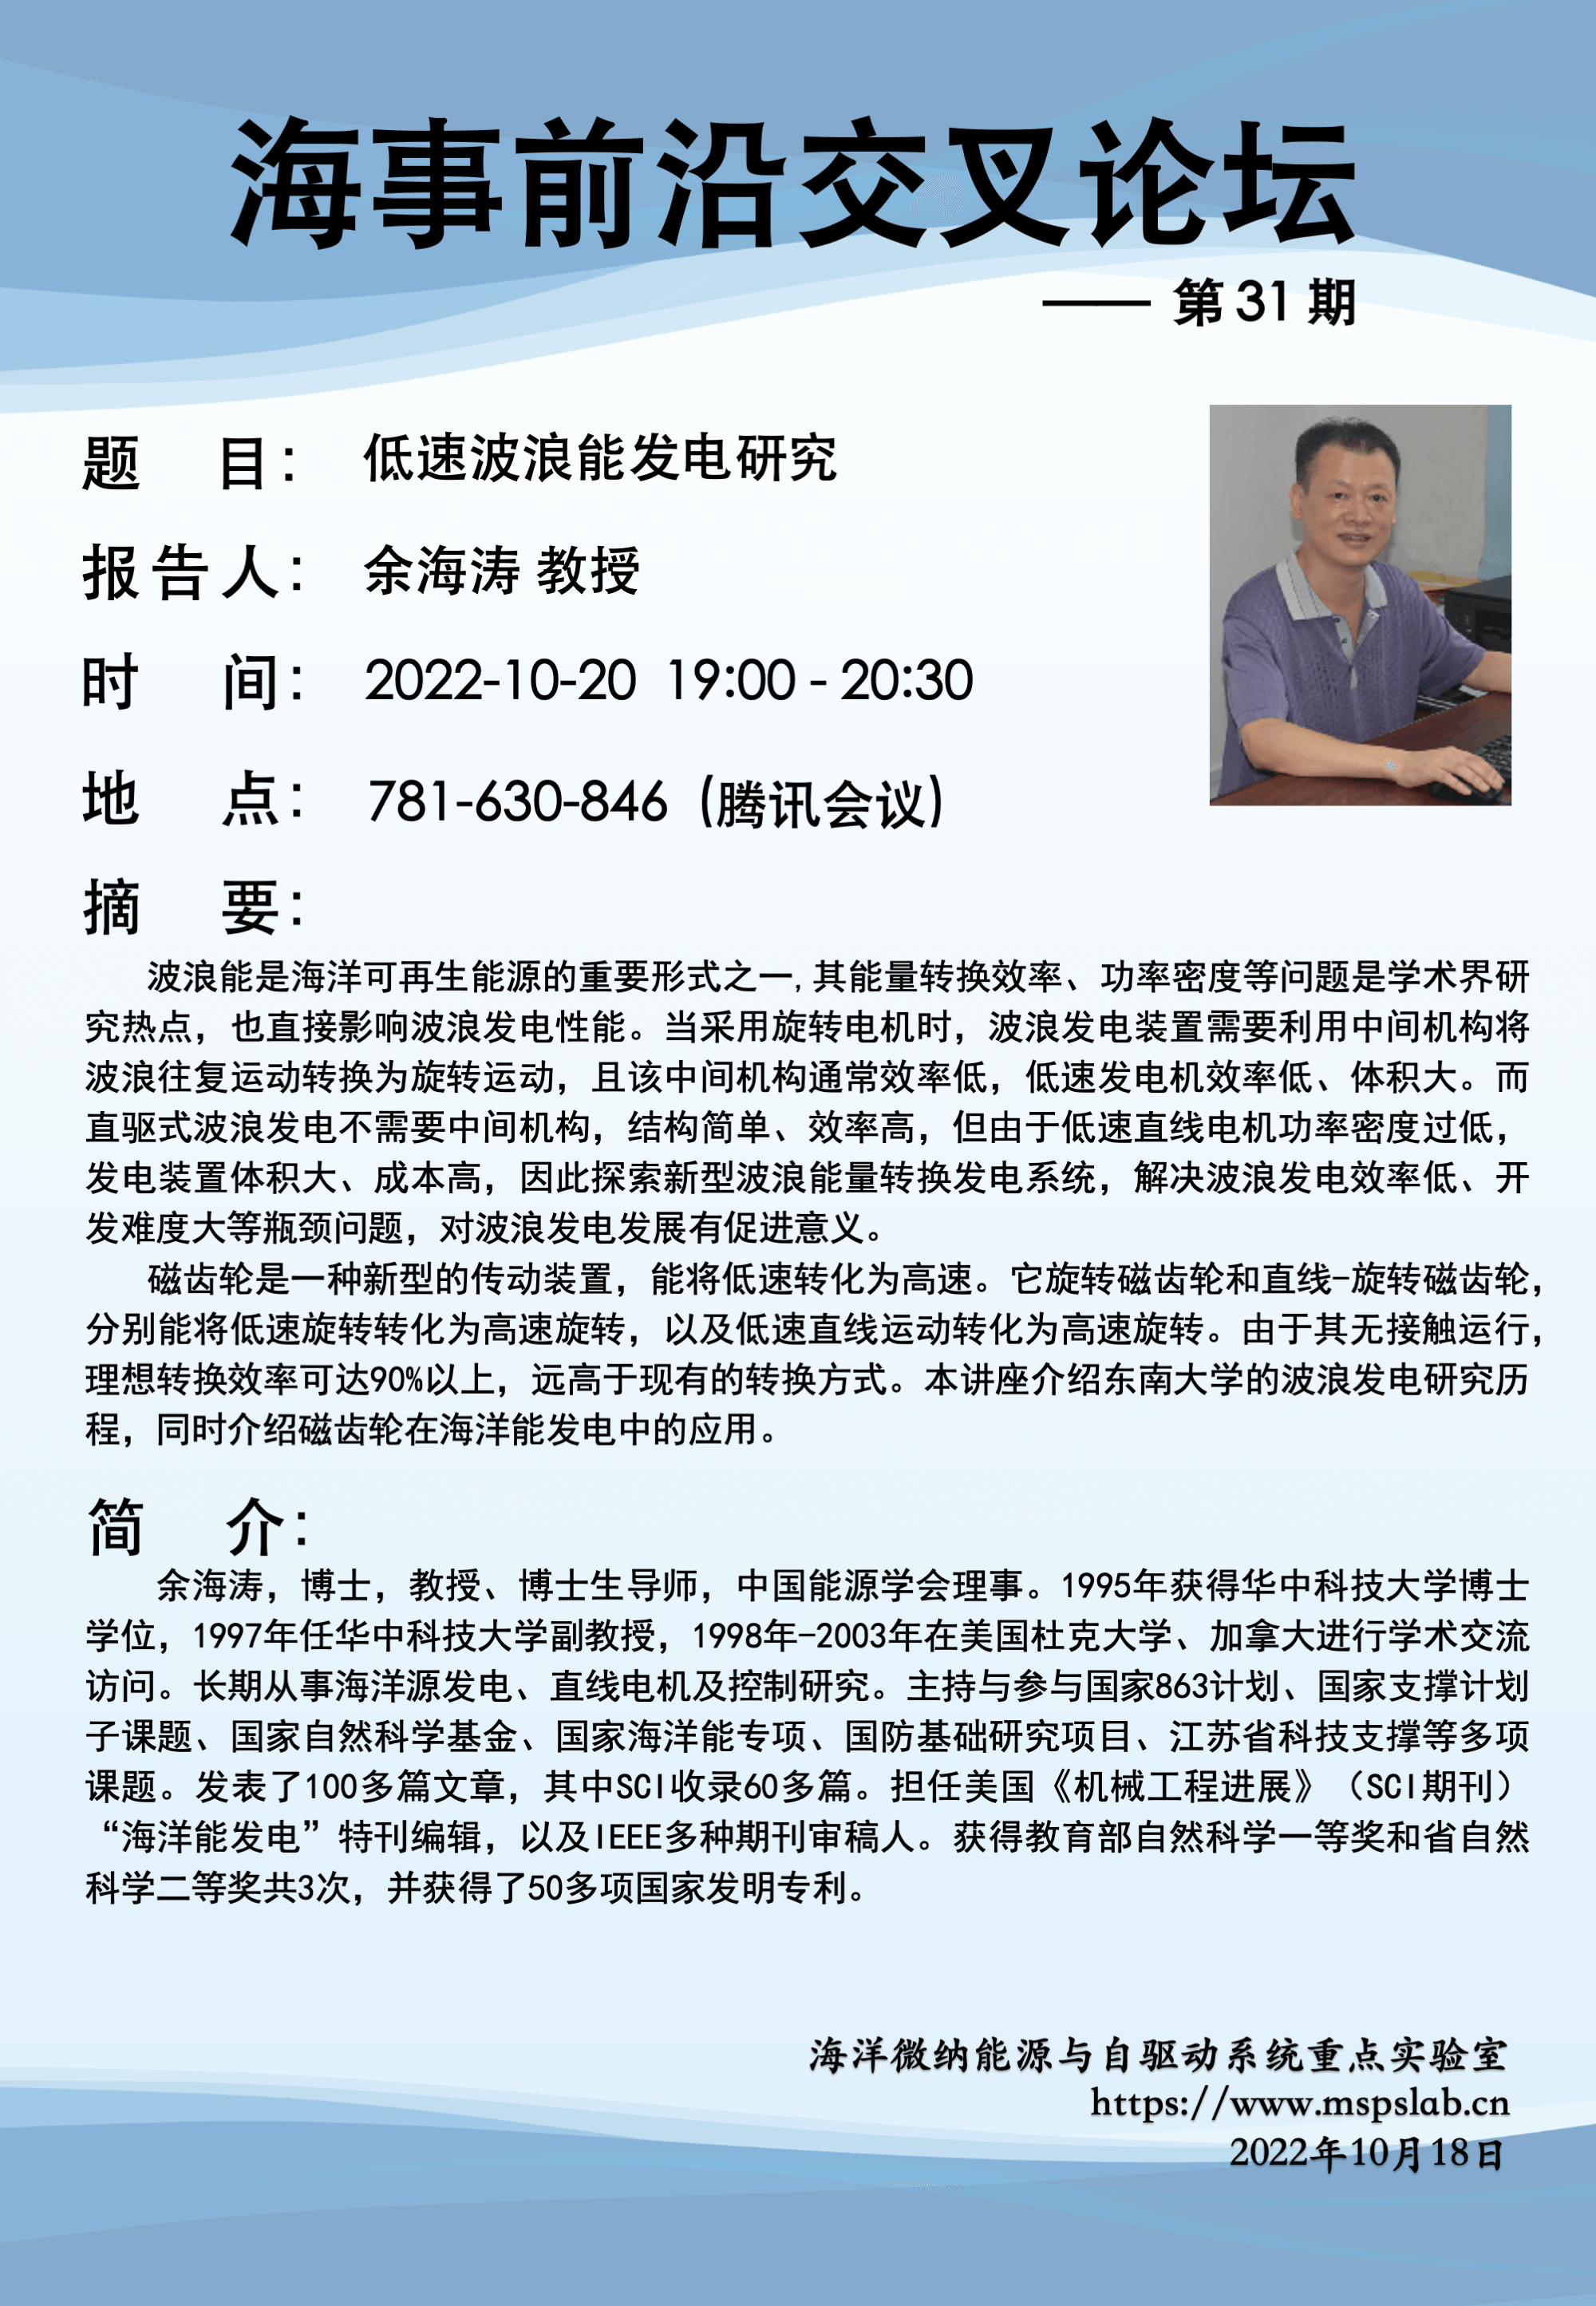 海事前沿交叉论坛
—— 第 31 期
题 目： 低速波浪能发电研究
报告人： 余海涛 教授
时 间： 2022-10-20 19:00 - 20:30
地 点： 781-630-846（腾讯会议）
摘 要：
波浪能是海洋可再生能源的重要形式之一,其能量转换效率、功率密度等问题是学术界研
究热点，也直接影响波浪发电性能。当采用旋转电机时，波浪发电装置需要利用中间机构将
波浪往复运动转换为旋转运动，且该中间机构通常效率低，低速发电机效率低、体积大。而
直驱式波浪发电不需要中间机构，结构简单、效率高，但由于低速直线电机功率密度过低，
发电装置体积大、成本高，因此探索新型波浪能量转换发电系统，解决波浪发电效率低、开
发难度大等瓶颈问题，对波浪发电发展有促进意义。
磁齿轮是一种新型的传动装置，能将低速转化为高速。它旋转磁齿轮和直线-旋转磁齿轮，
分别能将低速旋转转化为高速旋转，以及低速直线运动转化为高速旋转。由于其无接触运行，
理想转换效率可达90%以上，远高于现有的转换方式。本讲座介绍东南大学的波浪发电研究历
程，同时介绍磁齿轮在海洋能发电中的应用。
简 介：
余海涛，博士，教授、博士生导师，中国能源学会理事。1995年获得华中科技大学博士
学位，1997年任华中科技大学副教授，1998年-2003年在美国杜克大学、加拿大进行学术交流
访问。长期从事海洋源发电、直线电机及控制研究。主持与参与国家863计划、国家支撑计划
子课题、国家自然科学基金、国家海洋能专项、国防基础研究项目、江苏省科技支撑等多项
课题。发表了100多篇文章，其中SCI收录60多篇。担任美国《机械工程进展》（SCI期刊）
“海洋能发电”特刊编辑，以及IEEE多种期刊审稿人。获得教育部自然科学一等奖和省自然
科学二等奖共3次，并获得了50多项国家发明专利。
海洋微纳能源与自驱动系统重点实验室
https://www.mspslab.cn
2022年10月18日